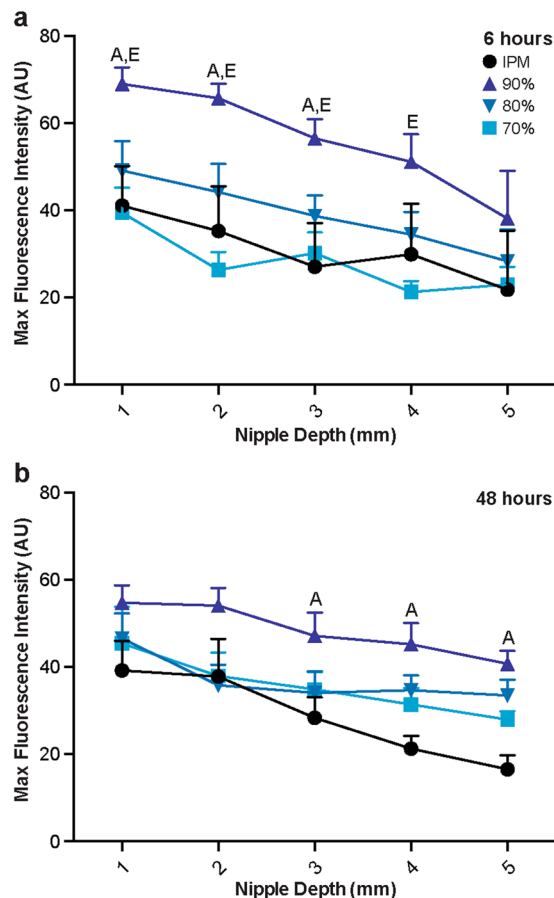 a
6 hours
IPM
90%
80%
70%
A,E
A,E
A,E
E
Max Fluorescence Intensity (AU)
80
60
40
20
0
1
2
3
4
5
Nipple Depth (mm)
b
48 hours
A
A
A
Max Fluorescence Intensity (AU)
80
60
40
20
0
1
2
3
4
5
Nipple Depth (mm)